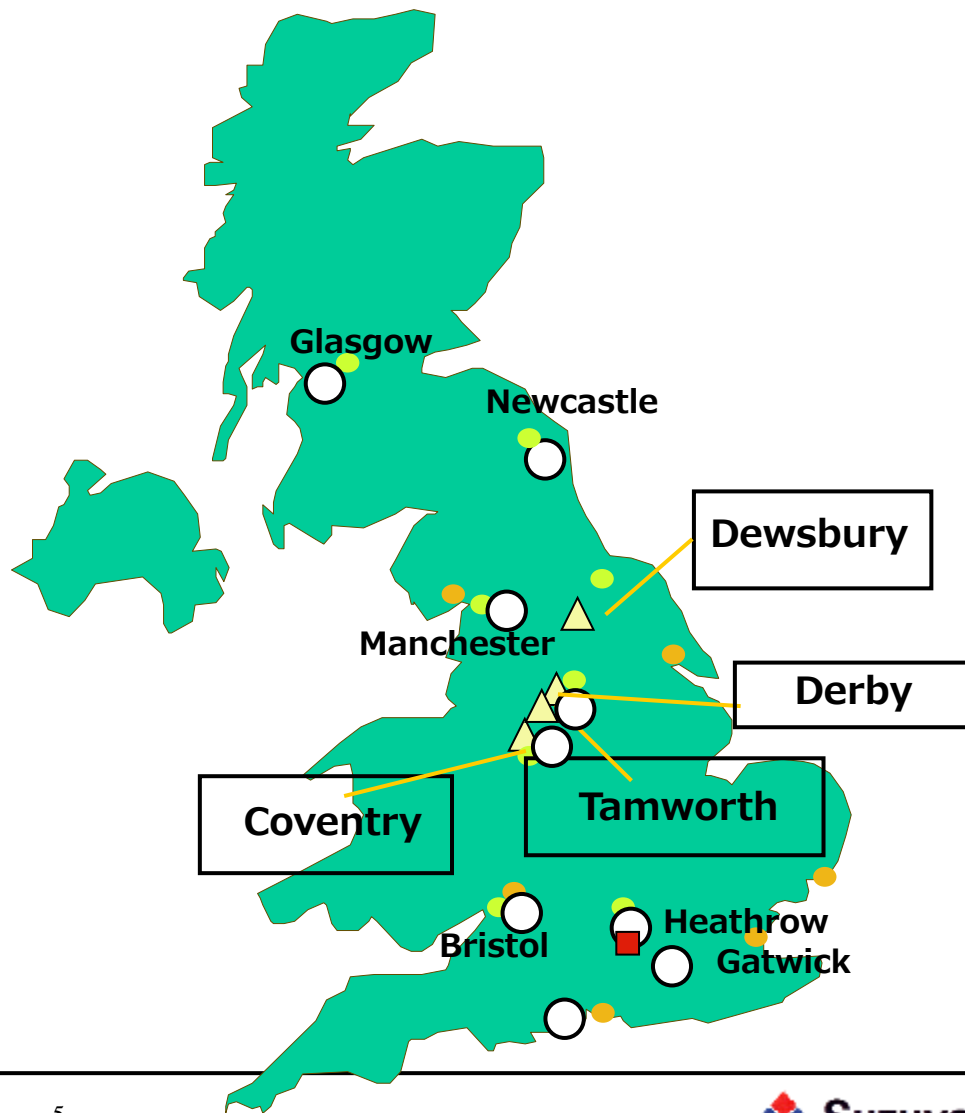 Glasgow
Newcastle
Dewsbury
Manchester
Derby
Tamworth
Coventry
Heathrow
Bristol
Gatwick
5